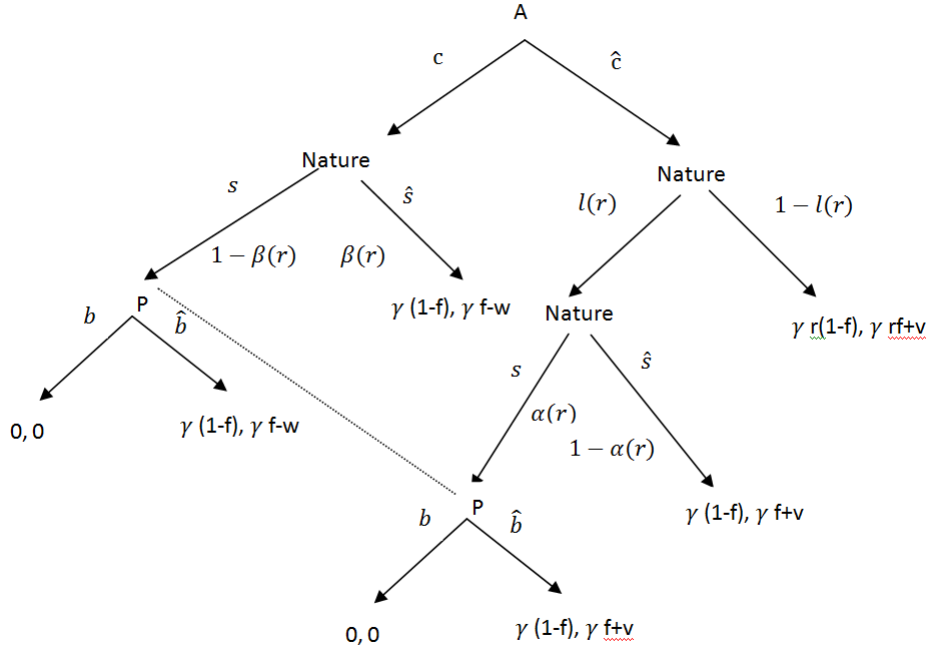 A
c ĉ
Nature
Nature
s ŝ
l(r) 1 − l(r)
1 − β(r) β(r)
P
γ (1-f), γ f-w
Nature
b b̂
γ r(1-f), γ rf+v
s ŝ
α(r)
0, 0
γ (1-f), γ f-w
1 − α(r)
P
γ (1-f), γ f+v
b b̂
0, 0
γ (1-f), γ f+v